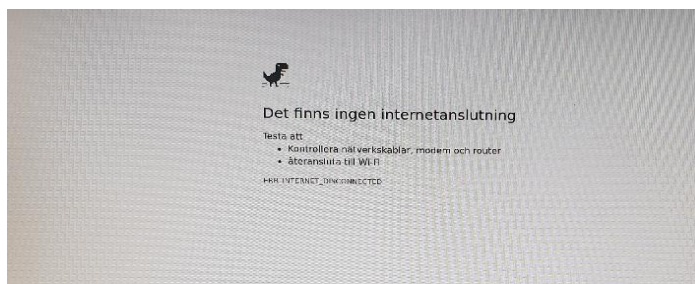 Det finns ingen internetanslutning
Testa att
• Kontrollera nätverkskablar, modem och router
• återansluta till Wi-Fi
ERR_INTERNET_DISCONNECTED